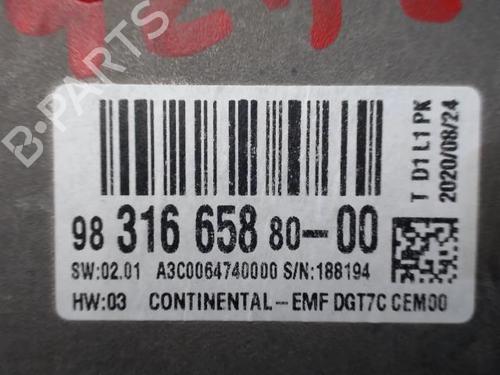 B-PARTS
98 316 658 80-00
SW:02.01 A3C0064740000 S/N:188194
HW:03 CONTINENTAL-EMF DGT7C CEM00
T D1 L1 PK
2020/08/24